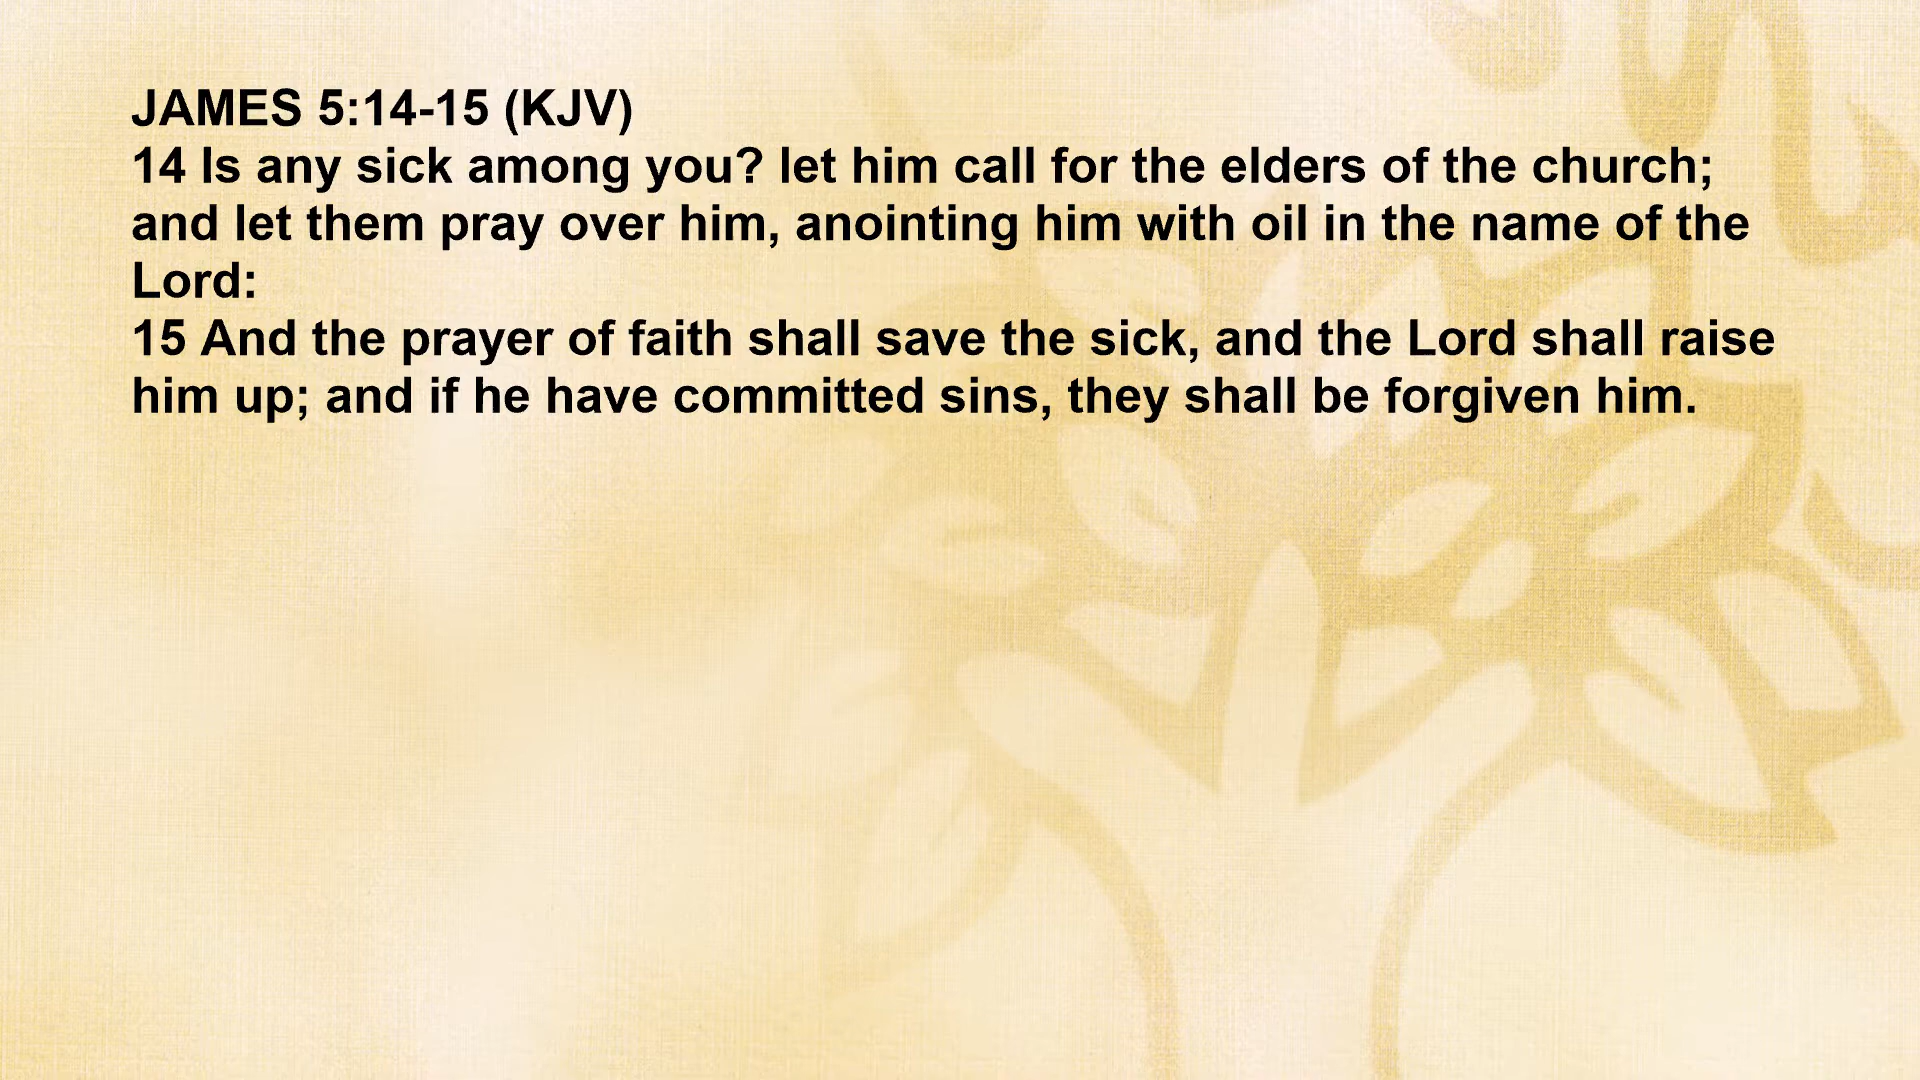 JAMES 5:14-15 (KJV)
14 Is any sick among you? let him call for the elders of the church;
and let them pray over him, anointing him with oil in the name of the
Lord:
15 And the prayer of faith shall save the sick, and the Lord shall raise
him up; and if he have committed sins, they shall be forgiven him.